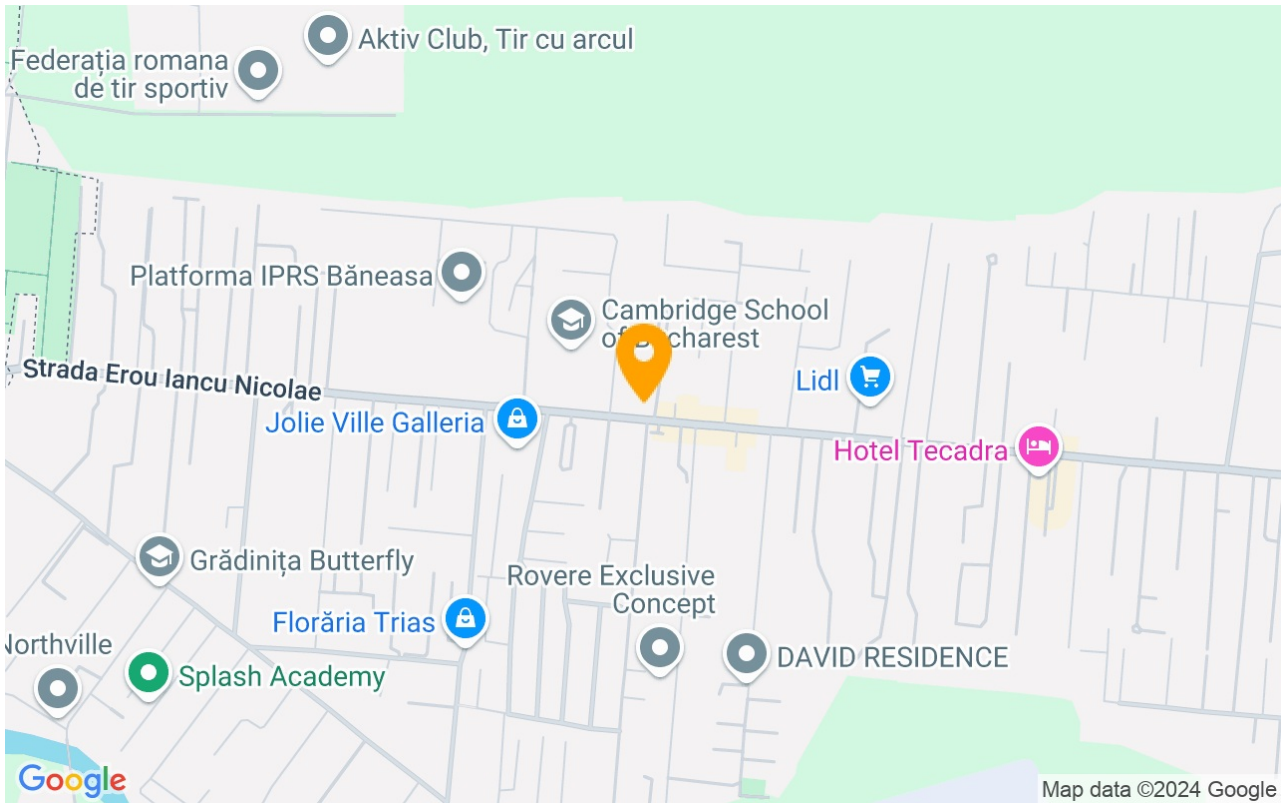 Aktiv Club, Tir cu arcul
Federația romana
de tir sportiv
Platforma IPRS Băneasa
Cambridge School
of Bucharest
Strada Erou Iancu Nicolae
Lidl
Jolie Ville Galleria
Hotel Tecadra
Grădinița Butterfly
Rovere Exclusive
Concept
Florăria Trias
Northville
DAVID RESIDENCE
Splash Academy
Google
Map data ©2024 Google